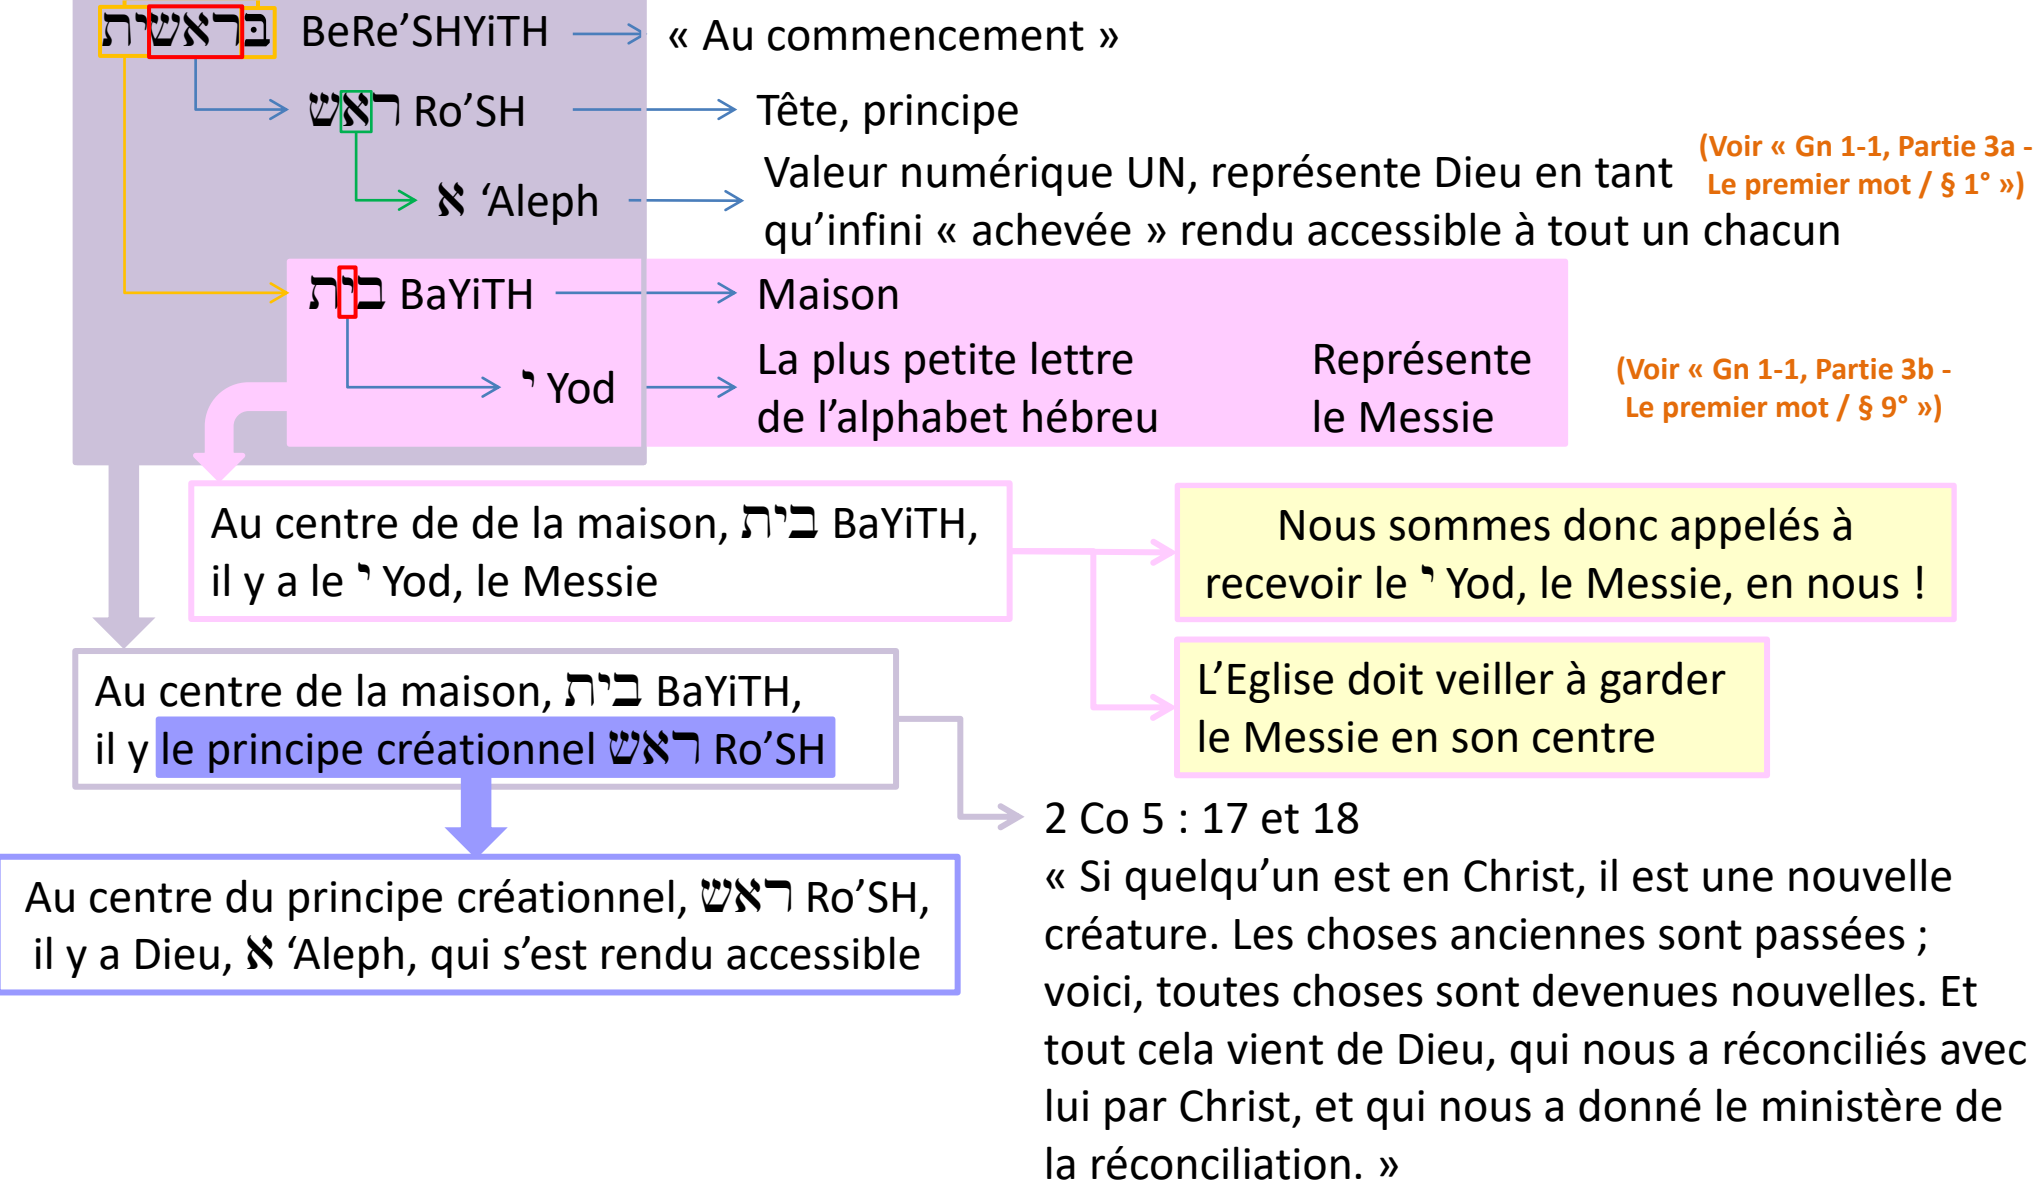 בראשית BeRe’SHYiTH « Au commencement »
ראש Ro’SH Tête, principe
א ‘Aleph Valeur numérique UN, représente Dieu en tant
qu’infini « achevée » rendu accessible à tout un chacun
(Voir « Gn 1-1, Partie 3a -
Le premier mot / § 1° »)
בית BaYiTH Maison
י Yod La plus petite lettre
de l’alphabet hébreu
Représente
le Messie
(Voir « Gn 1-1, Partie 3b -
Le premier mot / § 9° »)
Au centre de de la maison, בית BaYiTH,
il y a le י Yod, le Messie
Nous sommes donc appelés à
recevoir le י Yod, le Messie, en nous !
L’Eglise doit veiller à garder
le Messie en son centre
Au centre de la maison, בית BaYiTH,
il y le principe créationnel ראש Ro’SH
Au centre du principe créationnel, ראש Ro’SH,
il y a Dieu, א ‘Aleph, qui s’est rendu accessible
2 Co 5 : 17 et 18
« Si quelqu’un est en Christ, il est une nouvelle
créature. Les choses anciennes sont passées ;
voici, toutes choses sont devenues nouvelles. Et
tout cela vient de Dieu, qui nous a réconciliés avec
lui par Christ, et qui nous a donné le ministère de
la réconciliation. »